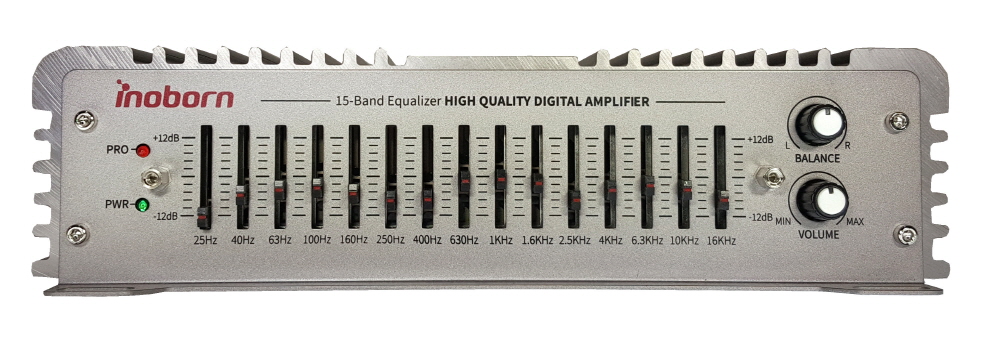 inoborn
15-Band Equalizer HIGH QUALITY DIGITAL AMPLIFIER
+12dB +12dB
PRO
L R
BALANCE
PWR
-12dB -12dB
MIN MAX
VOLUME
25Hz 40Hz 63Hz 100Hz 160Hz 250Hz 400Hz 630Hz 1KHz 1.6KHz 2.5KHz 4KHz 6.3KHz 10KHz 16KHz